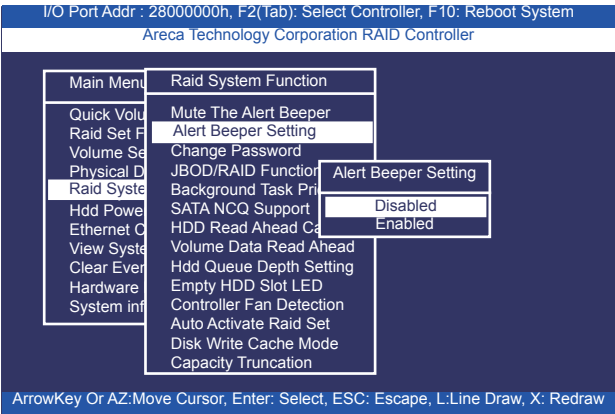 I/O Port Addr : 28000000h, F2(Tab): Select Controller, F10: Reboot System
Areca Technology Corporation RAID Controller
Main Menu
Quick Volu
Raid Set F
Volume Se
Physical D
Raid Syste
Hdd Powe
Ethernet C
View Syste
Clear Even
Hardware
System inf
Raid System Function
Mute The Alert Beeper
Alert Beeper Setting
Change Password
JBOD/RAID Function
Background Task Pri
SATA NCQ Support
HDD Read Ahead Ca
Volume Data Read Ahead
Hdd Queue Depth Setting
Empty HDD Slot LED
Controller Fan Detection
Auto Activate Raid Set
Disk Write Cache Mode
Capacity Truncation
Alert Beeper Setting
Disabled
Enabled
ArrowKey Or AZ:Move Cursor, Enter: Select, ESC: Escape, L:Line Draw, X: Redraw